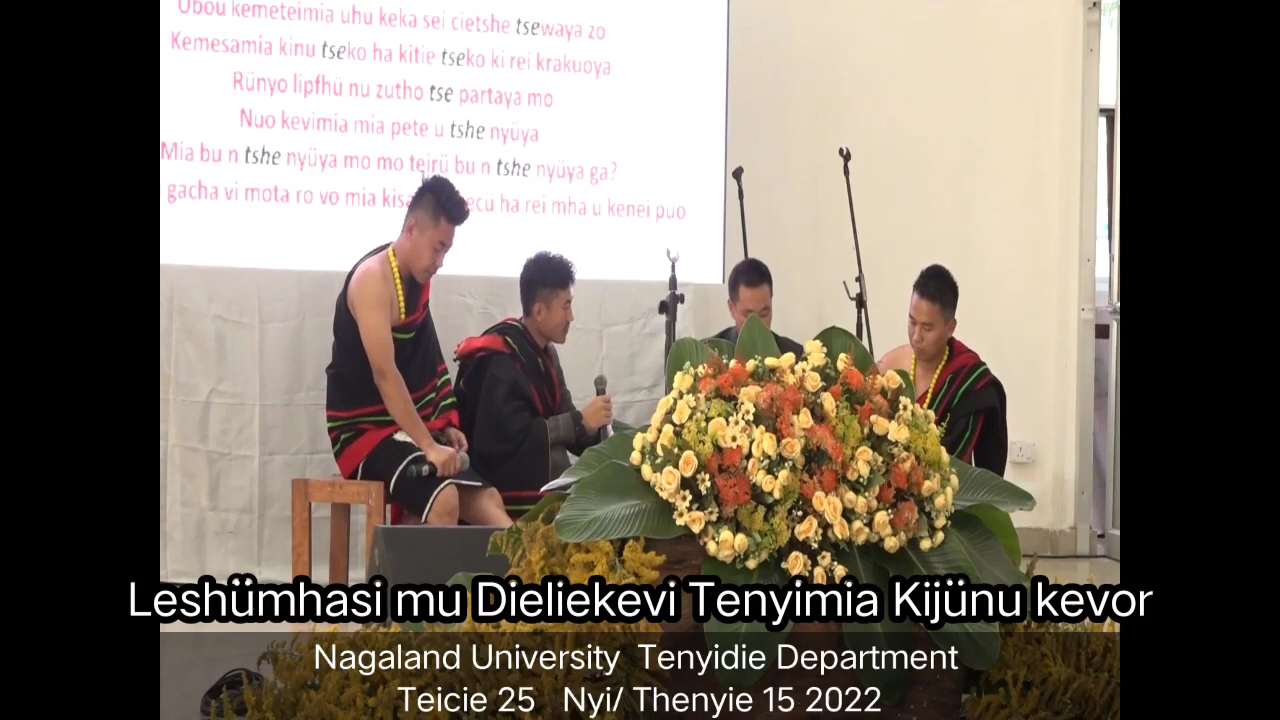 Ubou kemeteimia uhu keka sei cietshe tsewaya zo
Kemesamia kinu tseko ha kitie tseko ki rei krakuoya
Rünyo lipfhü nu zutho tse partaya mo
Nuo kevimia mia pete u tshe nyüya
Mia bu n tshe nyüya mo mo teirü bu n tshe nyüya ga?
gacha vi mota ro vo mia ha rei mha u kenei puo
Leshümhasi mu Dieliekevi Tenyimia Kijünu kevor
Nagaland University Tenyidie Department
Teicie 25 Nyi/ Thenyie 15 2022